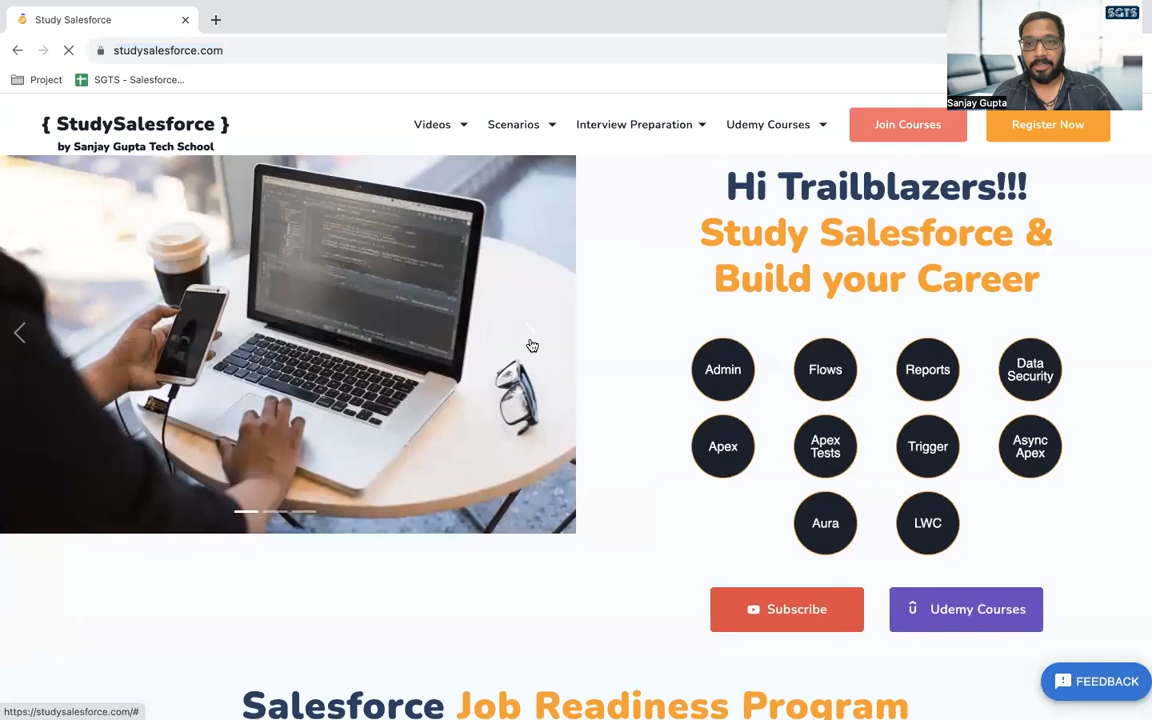 Study Salesforce
studysalesforce.com
Project
SGTS - Salesforce...
SGTS
Sanjay Gupta
{ StudySalesforce }
by Sanjay Gupta Tech School
Videos
Scenarios
Interview Preparation
Udemy Courses
Join Courses
Register Now
Hi Trailblazers!!!
Study Salesforce &
Build your Career
Admin
Flows
Reports
Data
Security
Apex
Apex
Tests
Trigger
Async
Apex
Aura
LWC
Subscribe
Udemy Courses
FEEDBACK
Salesforce Job Readiness Program
https://studysalesforce.com/#